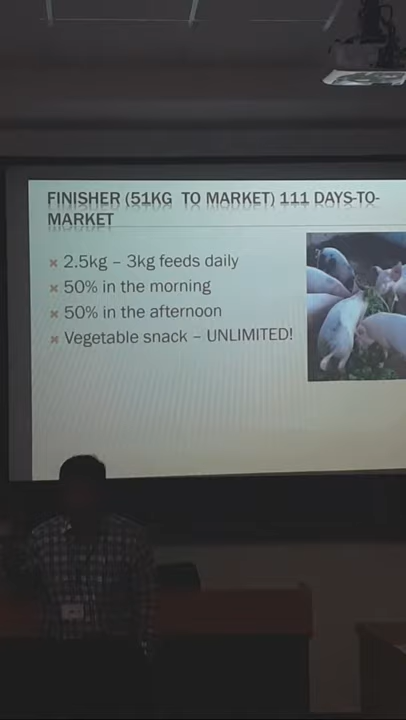 FINISHER (51KG TO MARKET) 111 DAYS-TO-
MARKET
2.5kg – 3kg feeds daily
50% in the morning
50% in the afternoon
Vegetable snack – UNLIMITED!